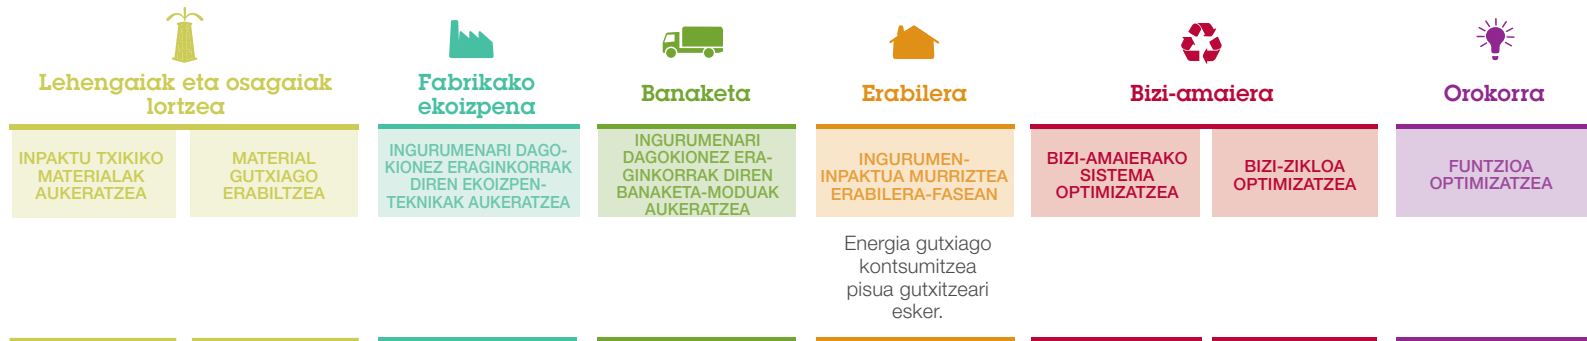 Lehengaiak eta osagaiak
lortzea
Fabrikako
ekoizpena
Banaketa
Erabilera
Bizi-amaiera
Orokorra
INPAKTU TXIKIKO
MATERIALAK
AUKERATZEA
MATERIAL
GUTXIAGO
ERABILTZEA
INGURUMENARI DAGO-
KIONEZ ERAGINKORRAK
DIREN EKOIZPEN-
TEKNIKAK AUKERATZEA
INGURUMENARI
DAGOKIONEZ ERA-
GINKORRAK DIREN
BANAKETA-MODUAK
AUKERATZEA
INGURUMEN-
INPAKTUA MURRIZTEA
ERABILERA-FASEAN
BIZI-AMAIERAKO
SISTEMA
OPTIMIZATZEA
BIZI-ZIKLOA
OPTIMIZATZEA
FUNTZIOA
OPTIMIZATZEA
Energia gutxiago
kontsumitzea
pisua gutxitzeari
esker.